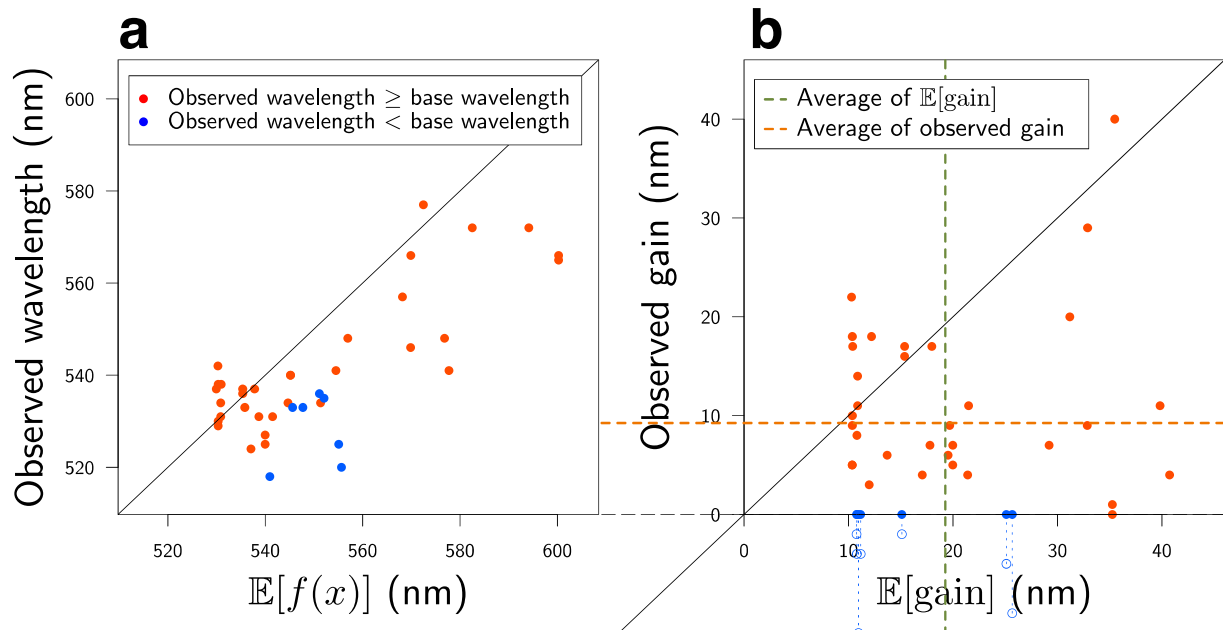 a
Observed wavelength (nm)
600
580
560
540
520
Observed wavelength ≥ base wavelength
Observed wavelength < base wavelength
520 540 560 580 600
𝔼[f(x)] (nm)
b
Observed gain (nm)
40
30
20
10
0
Average of 𝔼[gain]
Average of observed gain
0 10 20 30 40
𝔼[gain] (nm)